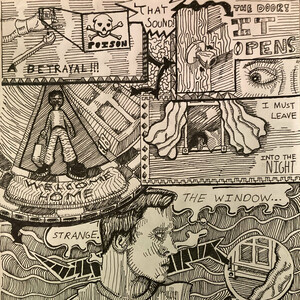 POISON
A BETRAYAL!!!
THAT
SOUND!
THE DOOR!
IT
OPENS
WELCOME
HOME
I MUST
LEAVE
INTO THE
NIGHT
THE WINDOW...
STRANGE.